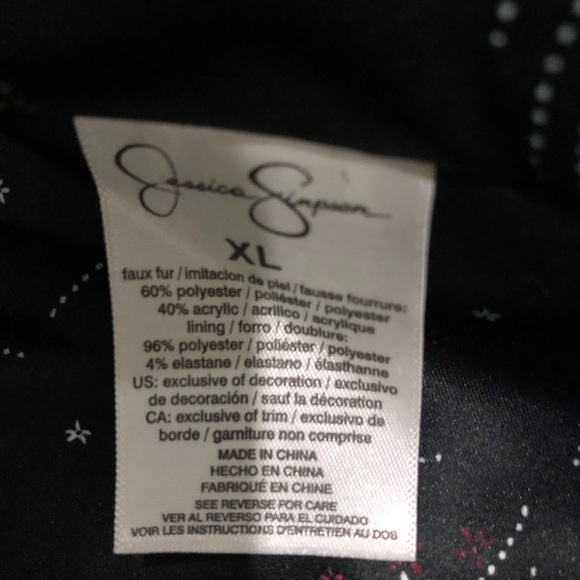 Jessica Simpson
XL
faux fur / imitacion de piel / fausse fourrure:
60% polyester / poliéster / polyester
40% acrylic / acrilico / acrylique
lining / forro / doublure:
96% polyester / poliéster / polyester
4% elastane / elastano / élasthanne
US: exclusive of decoration / exclusivo
de decoración / sauf la décoration
CA: exclusive of trim / exclusivo de
borde / garniture non comprise
MADE IN CHINA
HECHO EN CHINA
FABRIQUÉ EN CHINE
SEE REVERSE FOR CARE
VER AL REVERSO PARA EL CUIDADO
VOIR LES INSTRUCTIONS D'ENTRETIEN AU DOS